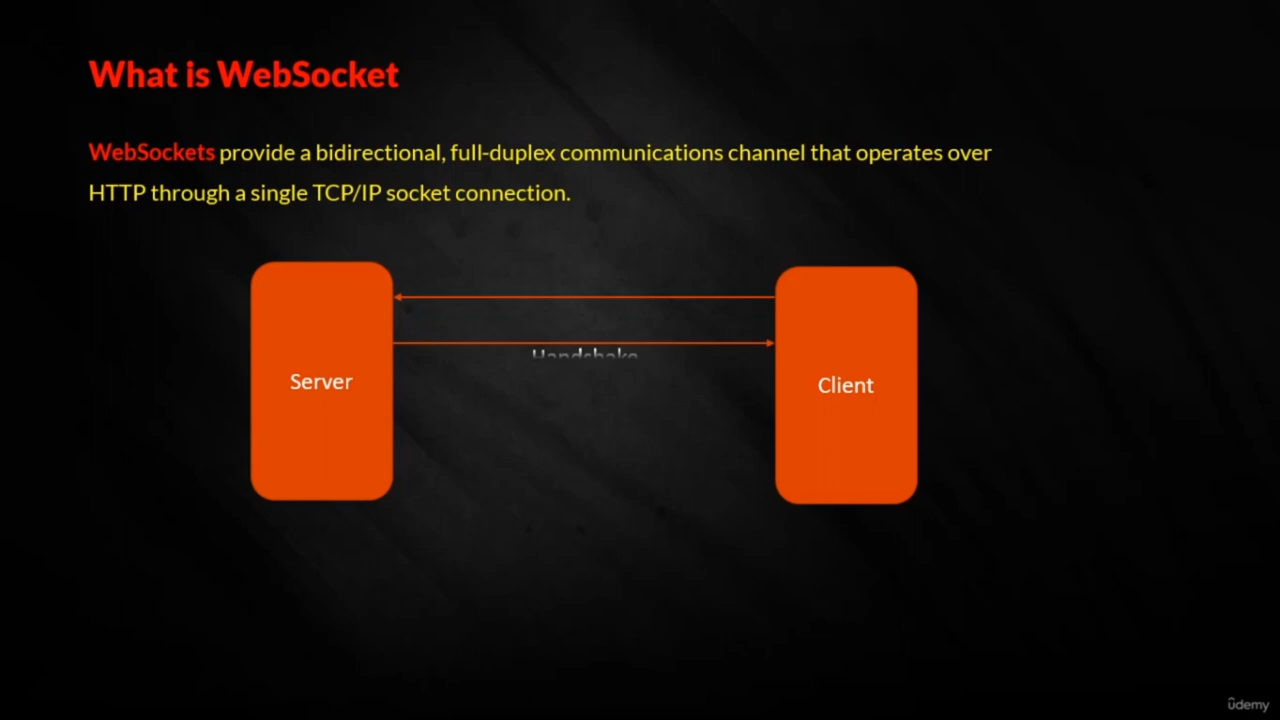 What is WebSocket
WebSockets provide a bidirectional, full-duplex communications channel that operates over
HTTP through a single TCP/IP socket connection.
Handshake
Server
Client
ûdemy